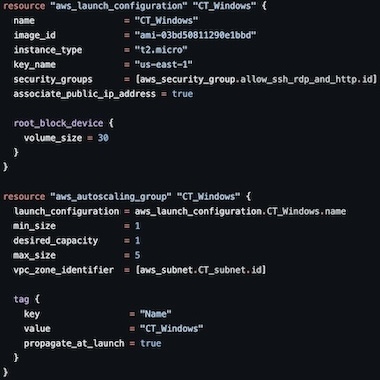 resource "aws_launch_configuration" "CT_Windows" {
  name                        = "CT_Windows"
  image_id                    = "ami-03bd50811290e1bbd"
  instance_type               = "t2.micro"
  key_name                    = "us-east-1"
  security_groups             = [aws_security_group.allow_ssh_rdp_and_http.id]
  associate_public_ip_address = true
  root_block_device {
    volume_size = 30
  }
}
resource "aws_autoscaling_group" "CT_Windows" {
  launch_configuration = aws_launch_configuration.CT_Windows.name
  min_size             = 1
  desired_capacity     = 1
  max_size             = 5
  vpc_zone_identifier  = [aws_subnet.CT_subnet.id]
  tag {
    key                 = "Name"
    value               = "CT_Windows"
    propagate_at_launch = true
  }
}